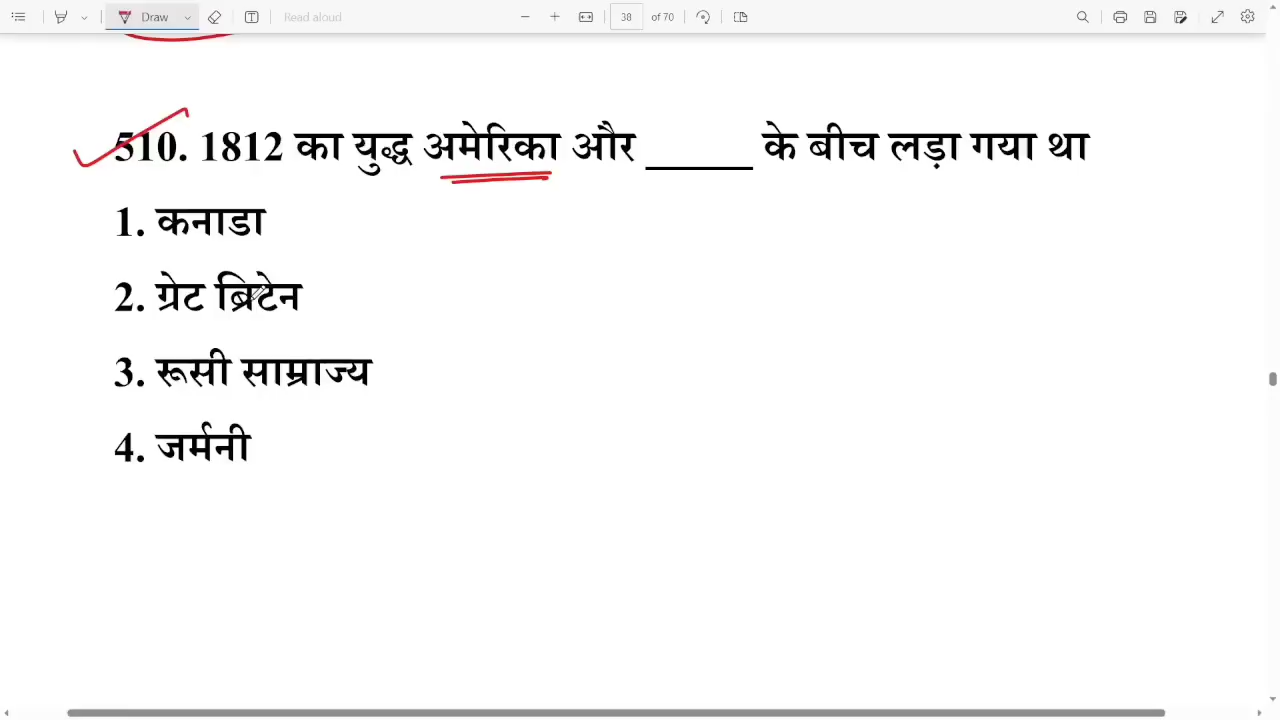 Draw
Read aloud
38 of 70
510. 1812 का युद्ध अमेरिका और _____ के बीच लड़ा गया था
1. कनाडा
2. ग्रेट ब्रिटेन
3. रूसी साम्राज्य
4. जर्मनी